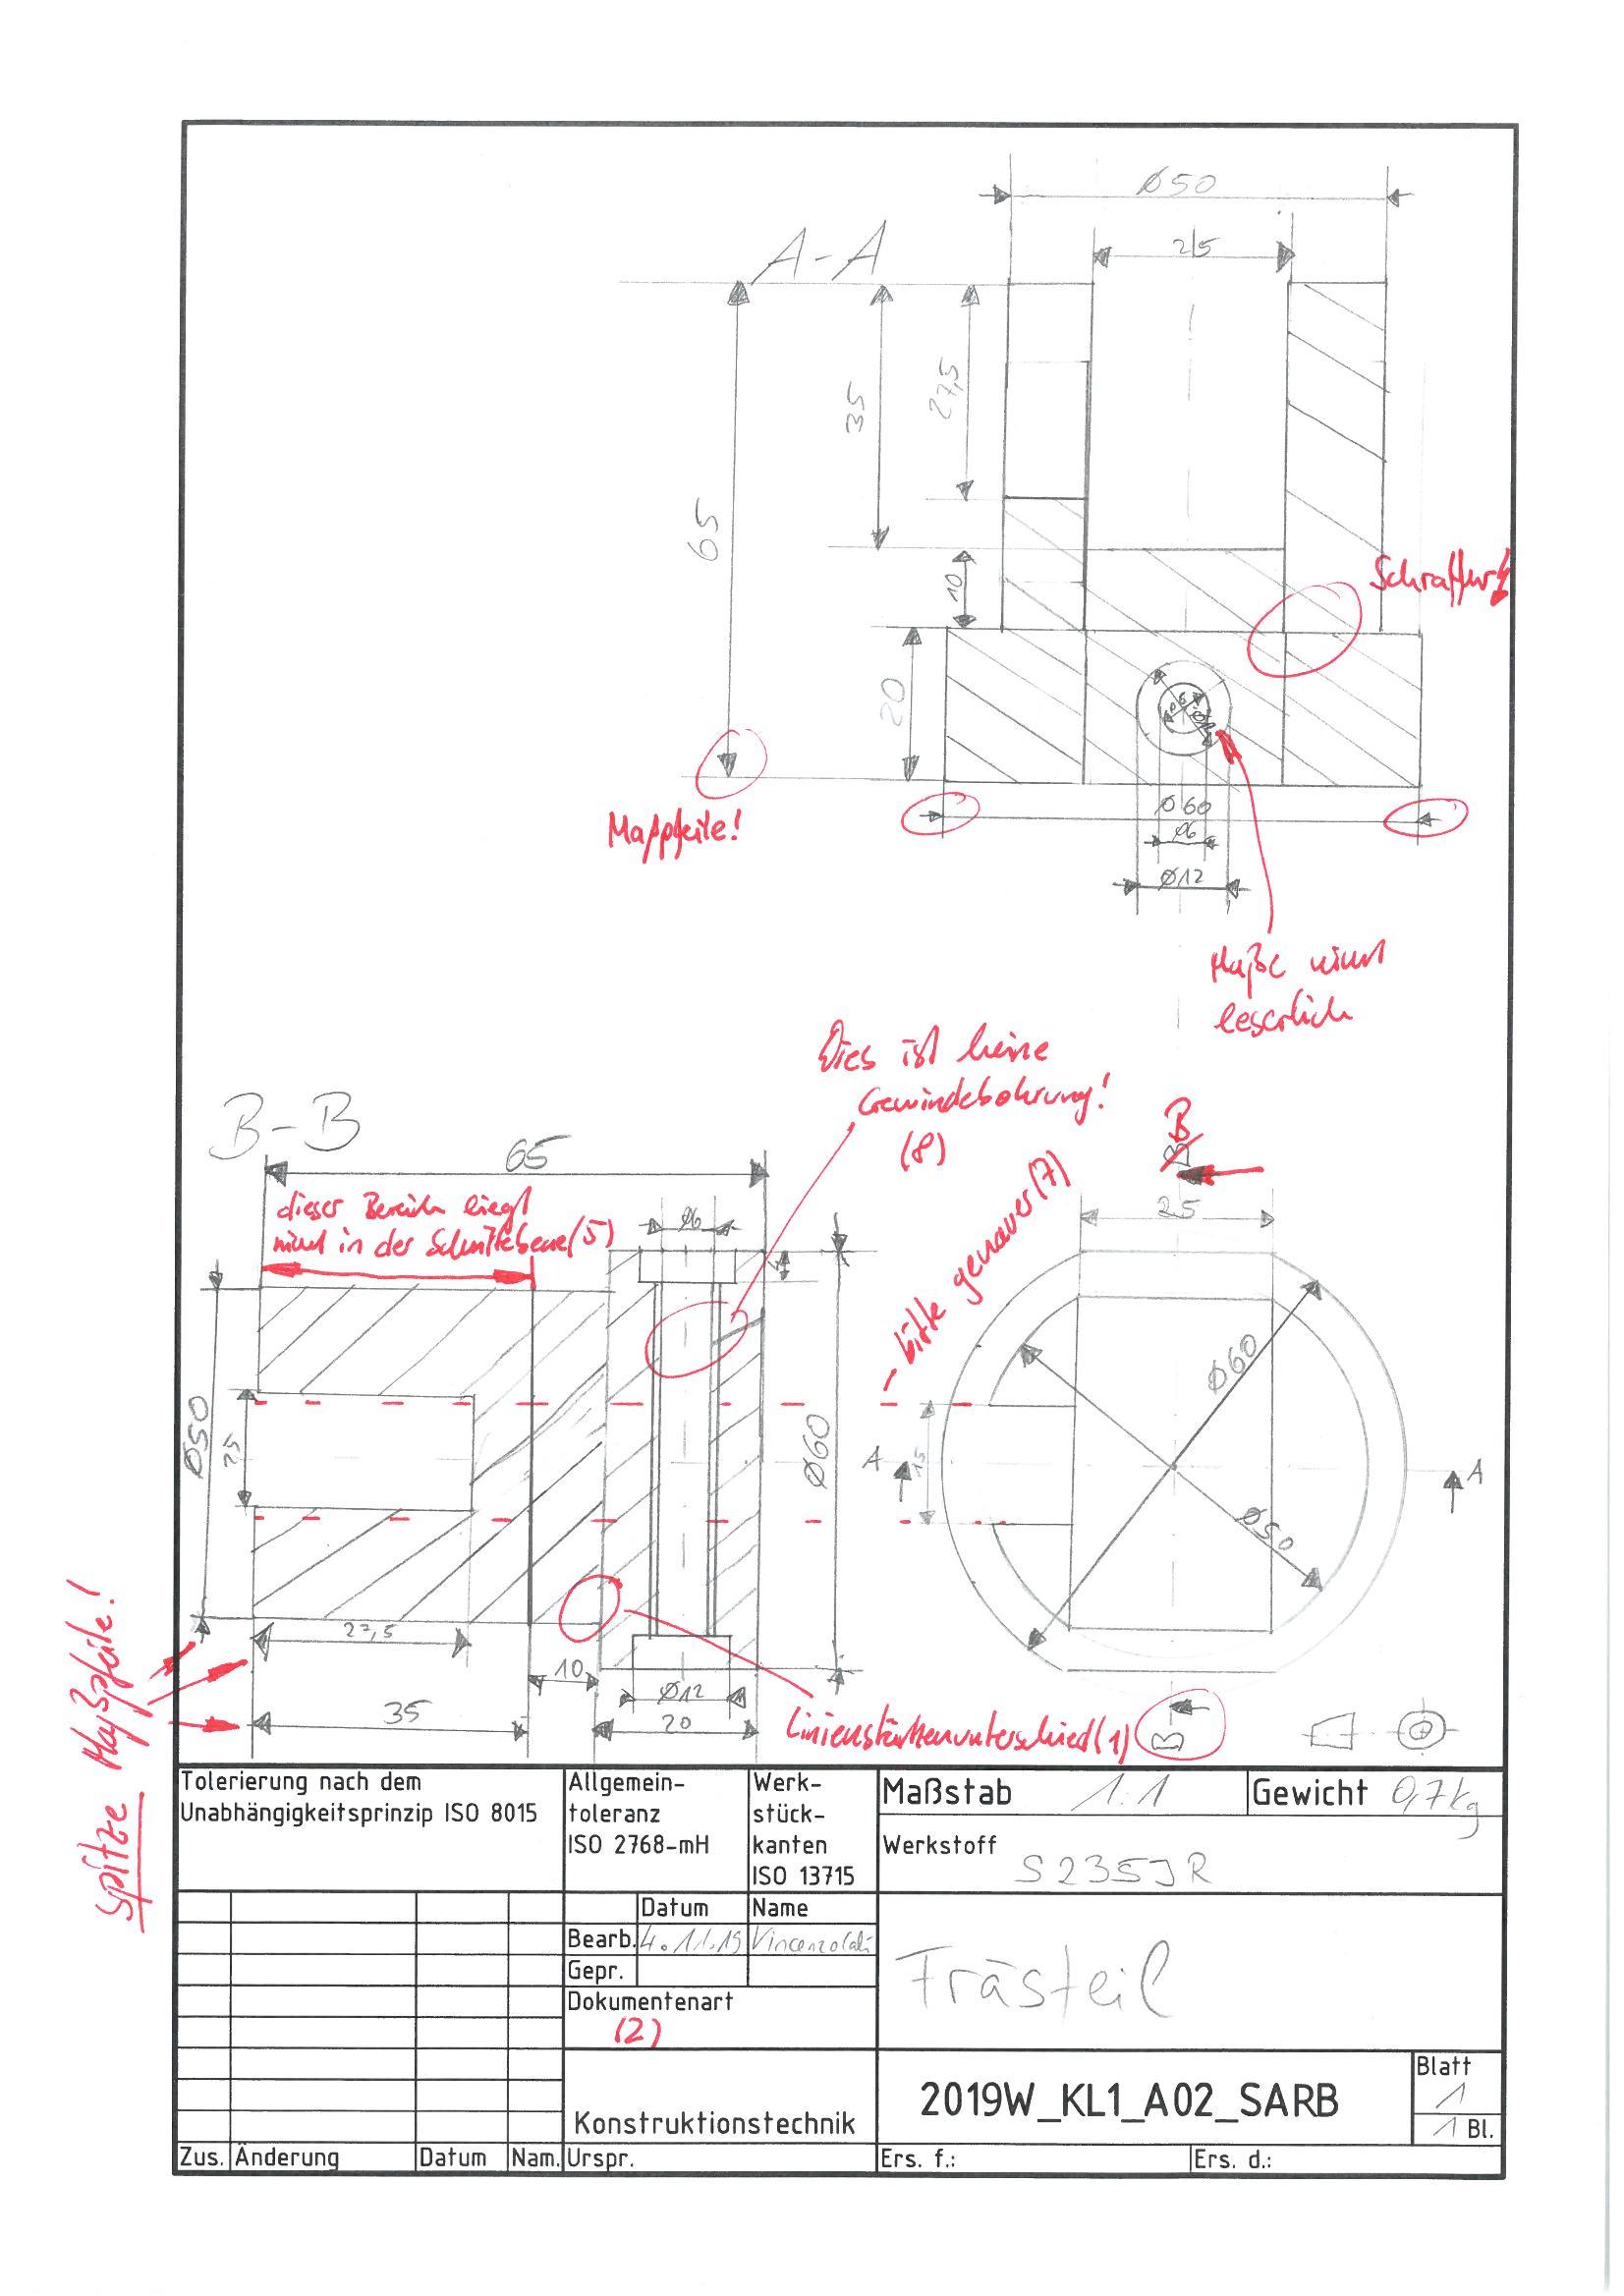 Ø50
A-A
25
27,5
35
65
10
Schraffur
20
Ø6
Maßpfeile!
Ø60
Ø6
Ø12
Maße nicht
leserlich
Dies ist keine
Gewindebohrung!
(8)
B-B
65
B
B
bitte genauer (7)
25
dieser Bereich liegt
nicht in der Schnittebene (5)
Ø6
4
Ø60
Ø50
25
Ø60
A
15
A
Ø50
27,5
10
Ø12
35
20
Linienstärkenunterschied (1)
B
spitze Maßpfeile!
Tolerierung nach dem
Unabhängigkeitsprinzip ISO 8015
Allgemein-
toleranz
ISO 2768-mH
Werk-
stück-
kanten
ISO 13715
Maßstab 1:1
Gewicht 0,7kg
Werkstoff S235JR
Datum Name
Bearb. 4.11.19
Gepr.
Dokumentenart
(2)
Frästeil
Konstruktionstechnik
2019W_KL1_A02_SARB
Blatt
1
1 Bl.
Zus. Änderung Datum Nam. Urspr. Ers. f.: Ers. d.: